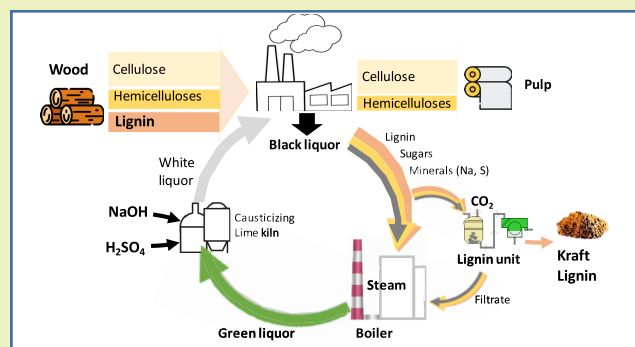 Wood
Cellulose
Hemicelluloses
Lignin
Cellulose
Hemicelluloses
Pulp
Black liquor
Lignin
Sugars
Minerals (Na, S)
White
liquor
NaOH
H₂SO₄
Causticizing
Lime kiln
CO₂
Lignin unit
Kraft
Lignin
Steam
Filtrate
Green liquor
Boiler